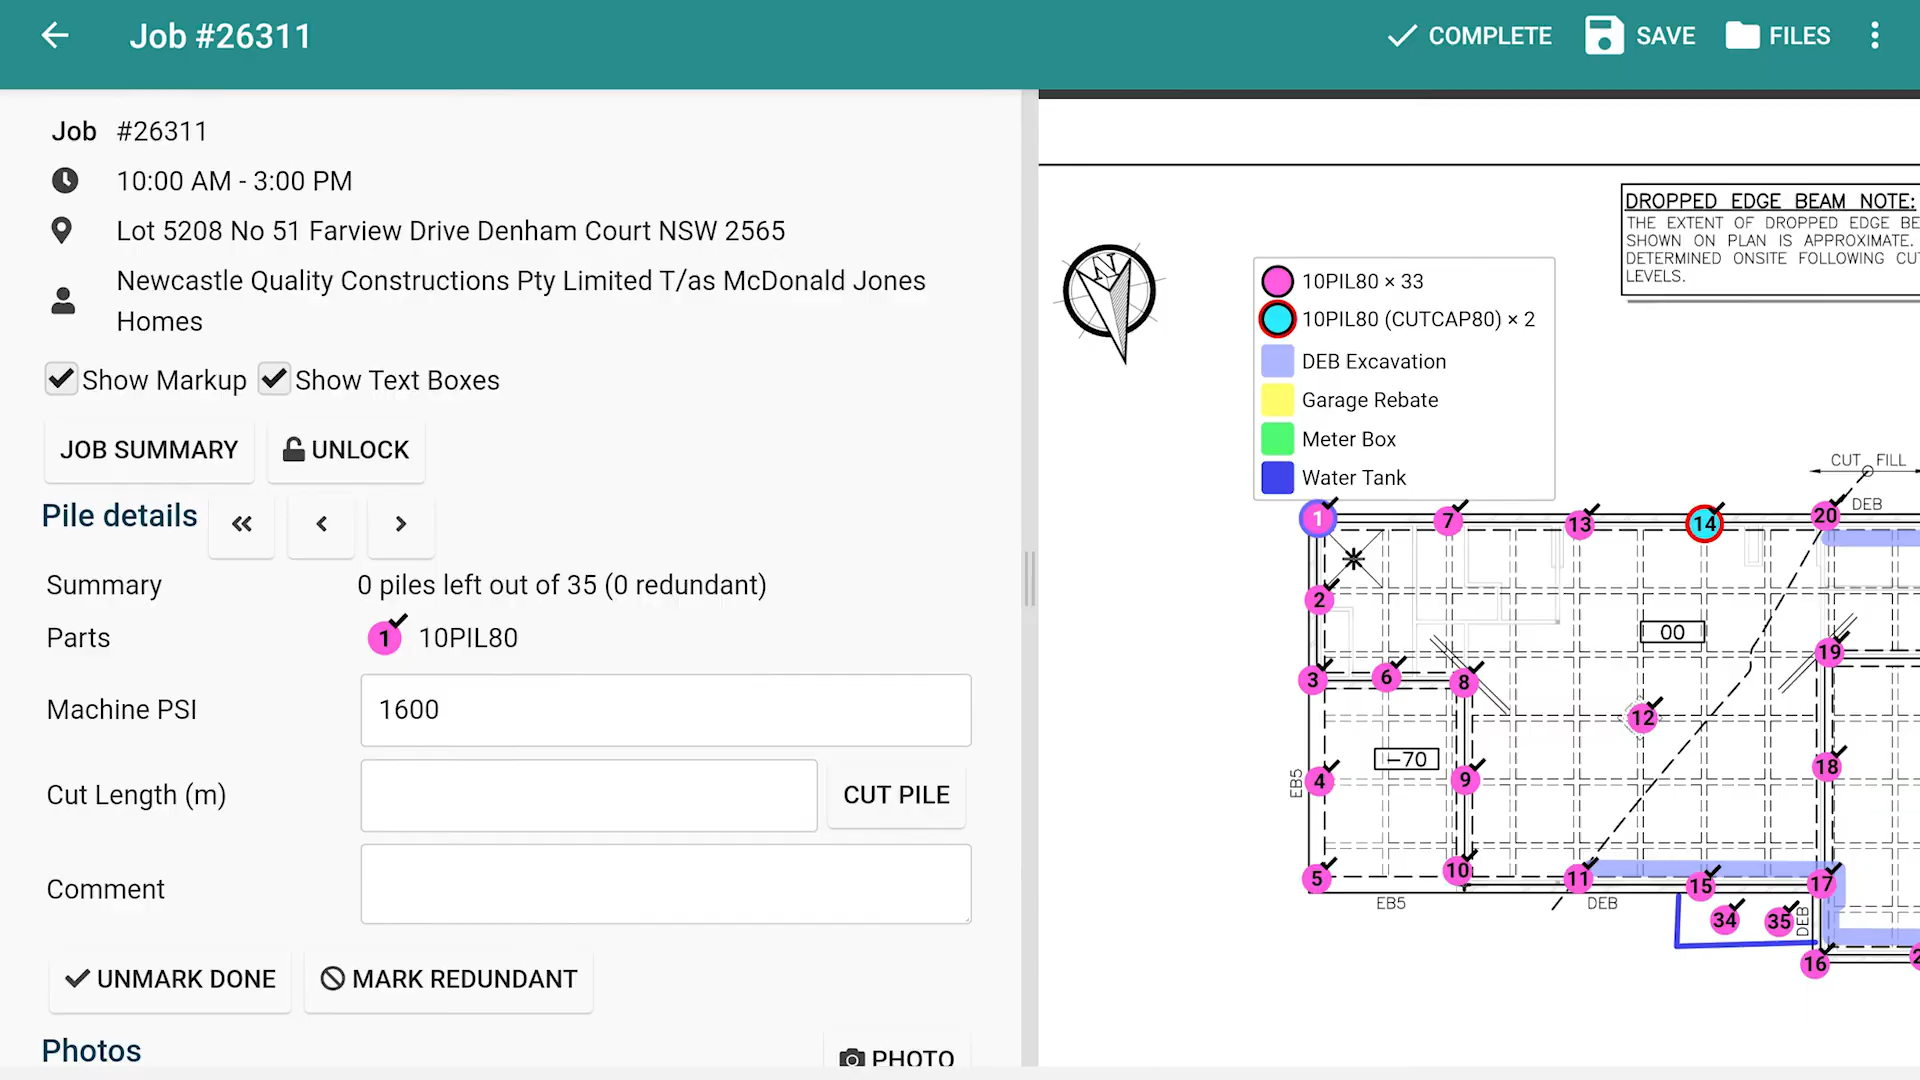 Job #26311
COMPLETE
SAVE
FILES
Job #26311
10:00 AM - 3:00 PM
Lot 5208 No 51 Farview Drive Denham Court NSW 2565
Newcastle Quality Constructions Pty Limited T/as McDonald Jones
Homes
Show Markup
Show Text Boxes
JOB SUMMARY
UNLOCK
Pile details
Summary
0 piles left out of 35 (0 redundant)
Parts
1
10PIL80
Machine PSI
1600
Cut Length (m)
CUT PILE
Comment
UNMARK DONE
MARK REDUNDANT
Photos
PHOTO
N
DROPPED EDGE BEAM NOTE:
THE EXTENT OF DROPPED EDGE BE
SHOWN ON PLAN IS APPROXIMATE.
DETERMINED ONSITE FOLLOWING CU
LEVELS.
10PIL80 × 33
10PIL80 (CUTCAP80) × 2
DEB Excavation
Garage Rebate
Meter Box
Water Tank
CUT
FILL
DEB
1
7
13
14
20
2
00
19
3
6
8
12
-70
18
EB5
4
9
5
10
11
15
17
EB5
DEB
34
35
DEB
16
2